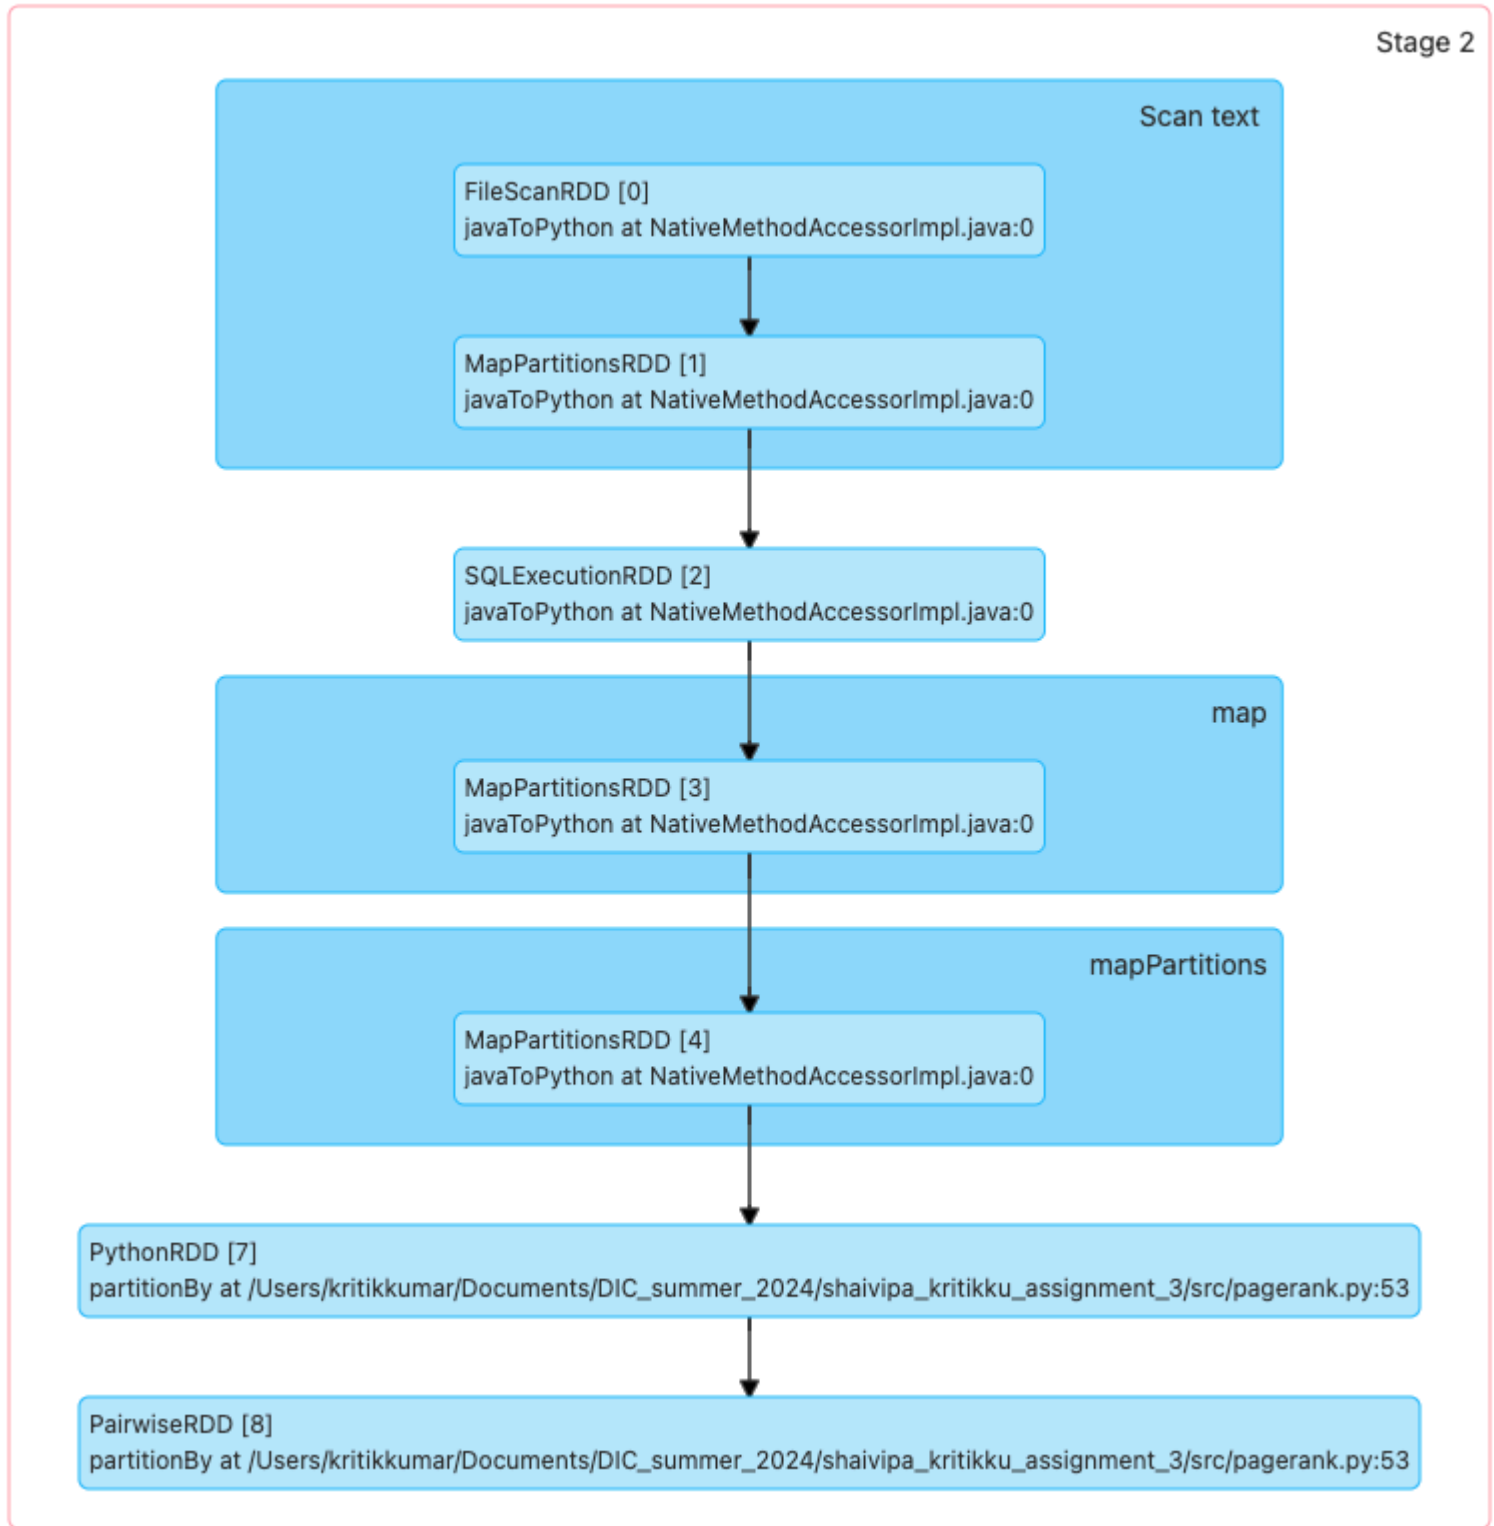 Stage 2
Scan text
FileScanRDD [0]
javaToPython at NativeMethodAccessorImpl.java:0
MapPartitionsRDD [1]
javaToPython at NativeMethodAccessorImpl.java:0
SQLExecutionRDD [2]
javaToPython at NativeMethodAccessorImpl.java:0
map
MapPartitionsRDD [3]
javaToPython at NativeMethodAccessorImpl.java:0
mapPartitions
MapPartitionsRDD [4]
javaToPython at NativeMethodAccessorImpl.java:0
PythonRDD [7]
partitionBy at /Users/kritikkumar/Documents/DIC_summer_2024/shaivipa_kritikku_assignment_3/src/pagerank.py:53
PairwiseRDD [8]
partitionBy at /Users/kritikkumar/Documents/DIC_summer_2024/shaivipa_kritikku_assignment_3/src/pagerank.py:53